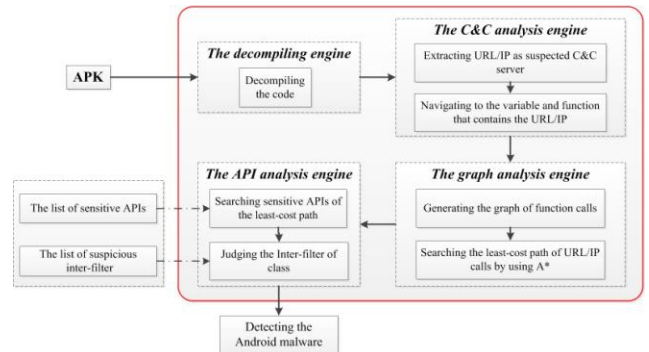 APK
The decompiling engine
Decompiling
the code
The C&C analysis engine
Extracting URL/IP as suspected C&C
server
Navigating to the variable and function
that contains the URL/IP
The graph analysis engine
Generating the graph of function calls
Searching the least-cost path of URL/IP
calls by using A*
The API analysis engine
Searching sensitive APIs of
the least-cost path
Judging the Inter-filter of
class
The list of sensitive APIs
The list of suspicious
inter-filter
Detecting the
Android malware